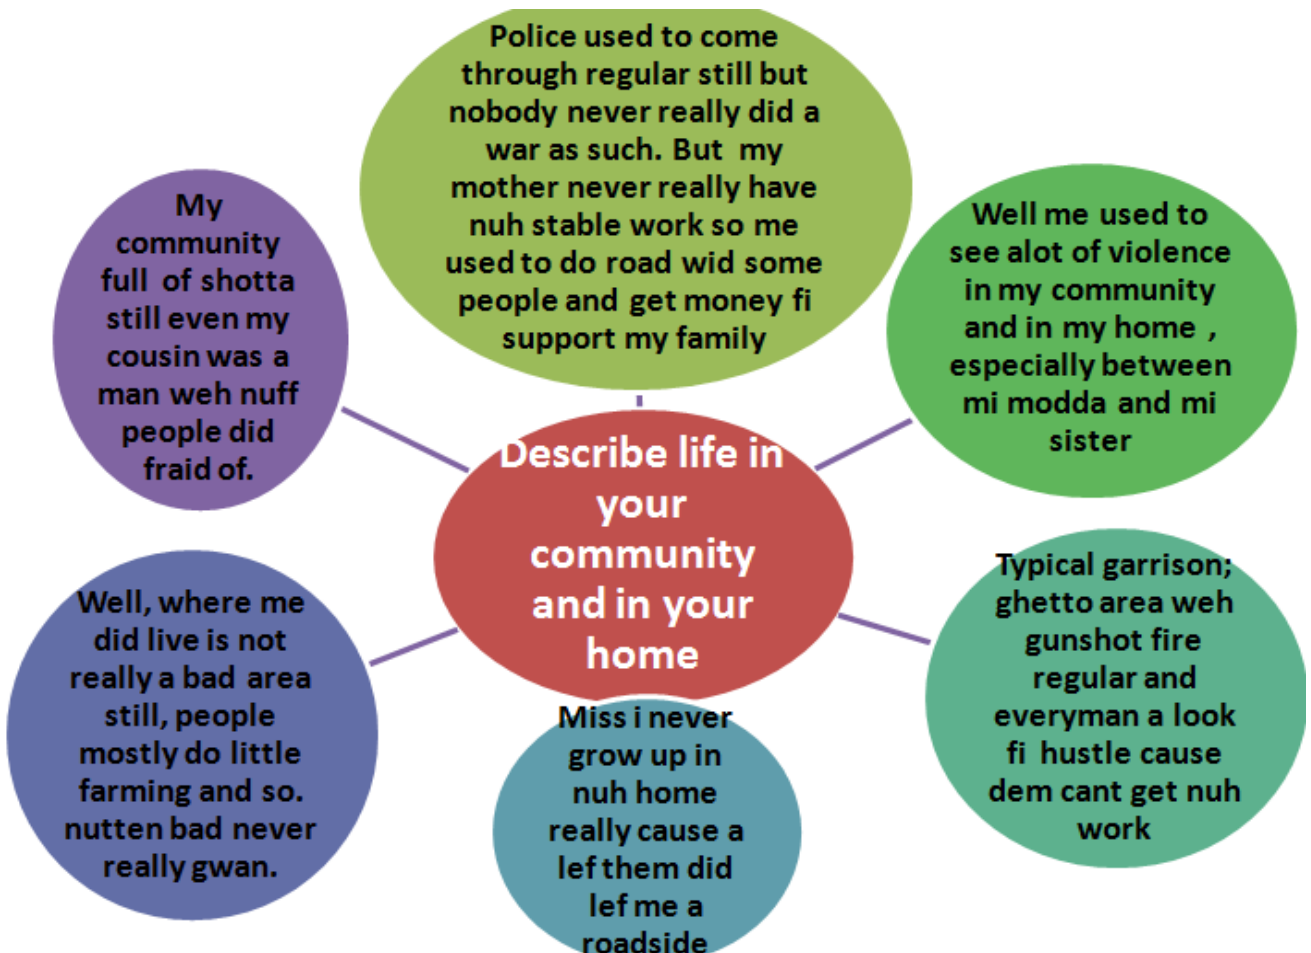 Police used to come
through regular still but
nobody never really did a
war as such. But my
mother never really have
nuh stable work so me
used to do road wid some
people and get money fi
support my family
My
community
full of shotta
still even my
cousin was a
man weh nuff
people did
fraid of.
Well me used to
see alot of violence
in my community
and in my home ,
especially between
mi modda and mi
sister
Describe life in
your
community
and in your
home
Well, where me
did live is not
really a bad area
still, people
mostly do little
farming and so.
nutten bad never
really gwan.
Miss i never
grow up in
nuh home
really cause a
lef them did
lef me a
roadside
Typical garrison;
ghetto area weh
gunshot fire
regular and
everyman a look
fi hustle cause
dem cant get nuh
work